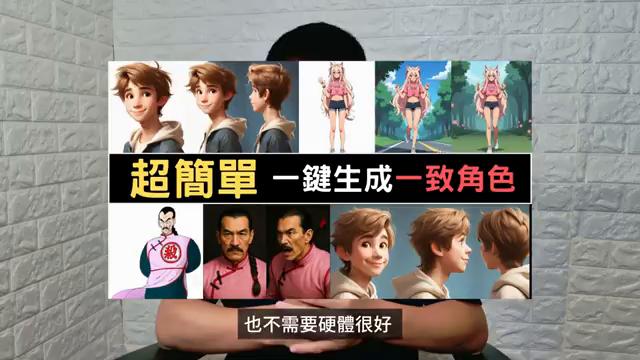 超簡單 一鍵生成一致角色
殺
也不需要硬體很好